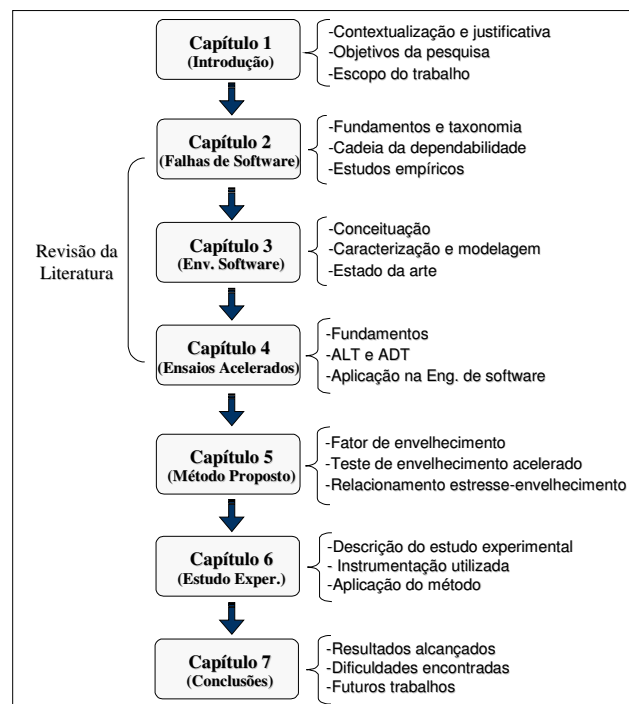 Capítulo 1
(Introdução)
-Contextualização e justificativa
-Objetivos da pesquisa
-Escopo do trabalho
Capítulo 2
(Falhas de Software)
-Fundamentos e taxonomia
-Cadeia da dependabilidade
-Estudos empíricos
Revisão da
Literatura
Capítulo 3
(Env. Software)
-Conceituação
-Caracterização e modelagem
-Estado da arte
Capítulo 4
(Ensaios Acelerados)
-Fundamentos
-ALT e ADT
-Aplicação na Eng. de software
Capítulo 5
(Método Proposto)
-Fator de envelhecimento
-Teste de envelhecimento acelerado
-Relacionamento estresse-envelhecimento
Capítulo 6
(Estudo Exper.)
-Descrição do estudo experimental
- Instrumentação utilizada
-Aplicação do método
Capítulo 7
(Conclusões)
-Resultados alcançados
-Dificuldades encontradas
-Futuros trabalhos